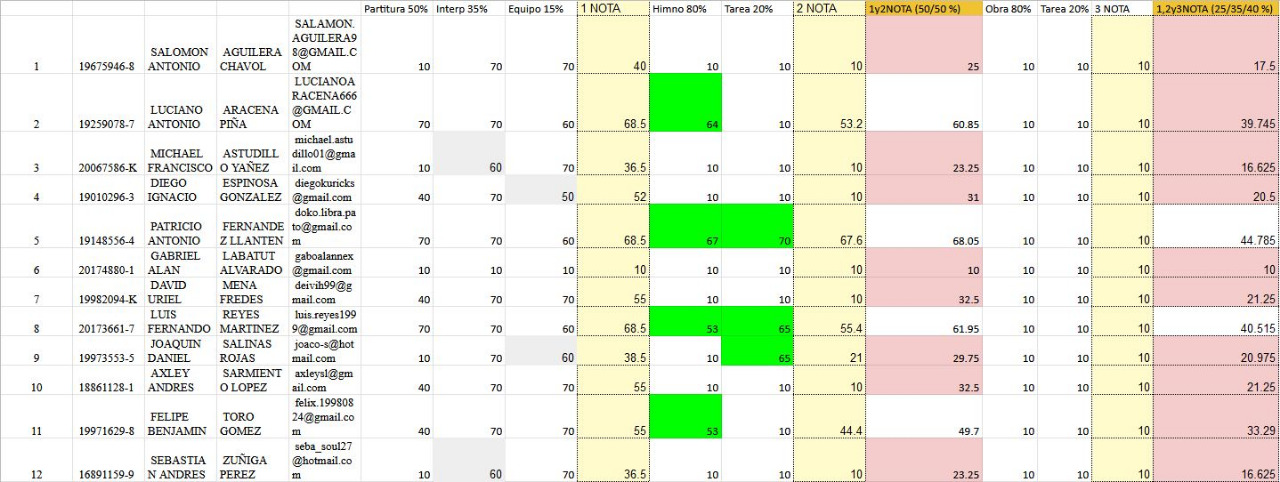 Partitura 50% Interp 35% Equipo 15% 1 NOTA Himno 80% Tarea 20% 2 NOTA 1y2NOTA (50/50 %) Obra 80% Tarea 20% 3 NOTA 1,2y3NOTA (25/35/40 %)
1 19675946-8 SALOMON ANTONIO AGUILERA CHAVOL SALAMON.AGUILERA98@GMAIL.COM 10 70 70 40 10 10 10 25 10 10 10 17.5
2 19259078-7 LUCIANO ANTONIO ARACENA PIÑA LUCIANOARACENA666@GMAIL.COM 70 70 60 68.5 64 10 53.2 60.85 10 10 10 39.745
3 20067586-K MICHAEL FRANCISCO ASTUDILLO YAÑEZ michael.astudillo01@gmail.com 10 60 70 36.5 10 10 10 23.25 10 10 10 16.625
4 19010296-3 DIEGO IGNACIO ESPINOSA GONZALEZ diegokuricks@gmail.com 40 70 50 52 10 10 10 31 10 10 10 20.5
5 19148556-4 PATRICIO ANTONIO FERNANDEZ LLANTEN doko.libra.pato@gmail.com 70 70 60 68.5 67 70 67.6 68.05 10 10 10 44.785
6 20174880-1 GABRIEL ALAN LABATUT ALVARADO gaboalannex@gmail.com 10 10 10 10 10 10 10 10 10 10 10 10
7 19982094-K DAVID URIEL MENA FREDES deivih99@gmail.com 40 70 70 55 10 10 10 32.5 10 10 10 21.25
8 20173661-7 LUIS FERNANDO REYES MARTINEZ luis.reyes1999@gmail.com 70 70 60 68.5 53 65 55.4 61.95 10 10 10 40.515
9 19973553-5 JOAQUIN DANIEL SALINAS ROJAS joaco-s@hotmail.com 10 70 60 38.5 10 65 21 29.75 10 10 10 20.975
10 18861128-1 AXLEY ANDRES SARMIENTO LOPEZ axleysl@gmail.com 40 70 70 55 10 10 10 32.5 10 10 10 21.25
11 19971629-8 FELIPE BENJAMIN TORO GOMEZ felix.19980824@gmail.com 40 70 70 55 53 10 44.4 49.7 10 10 10 33.29
12 16891159-9 SEBASTIAN ANDRES ZUÑIGA PEREZ seba_soul27@hotmail.com 10 60 70 36.5 10 10 10 23.25 10 10 10 16.625